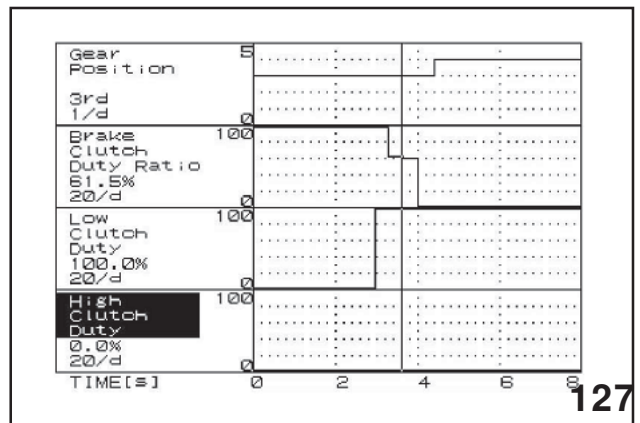 Gear 5
Position
3rd
1/d 0
Brake 100
Clutch
Duty Ratio
61.5%
20/d 0
Low 100
Clutch
Duty
100.0%
20/d 0
High 100
Clutch
Duty
0.0%
20/d 0
TIME[s] 0 2 4 6 8
127